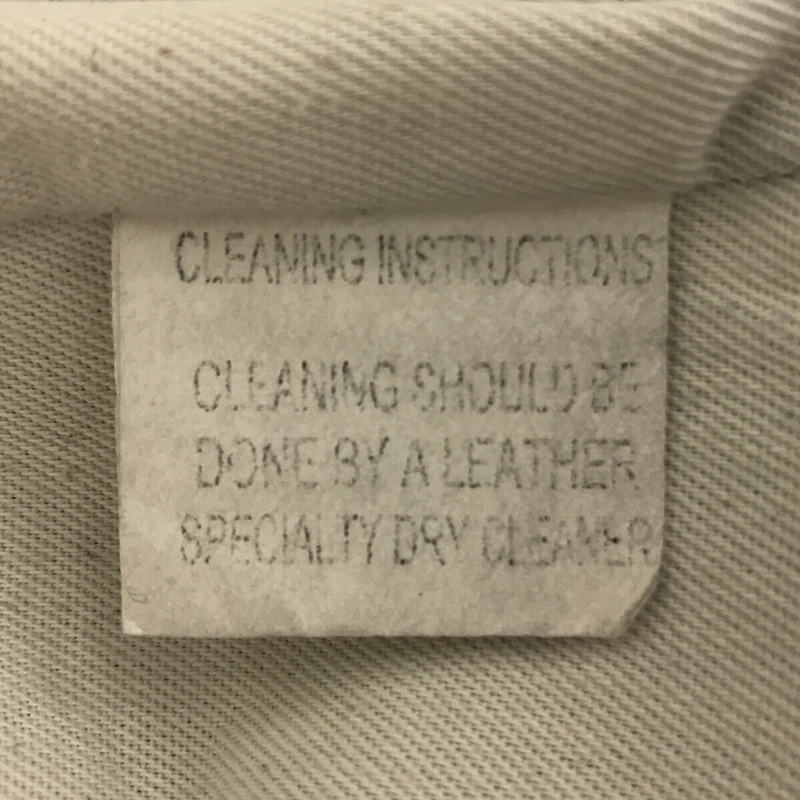 CLEANING INSTRUCTIONS
CLEANING SHOULD BE
DONE BY A LEATHER
SPECIALTY DRY CLEANER